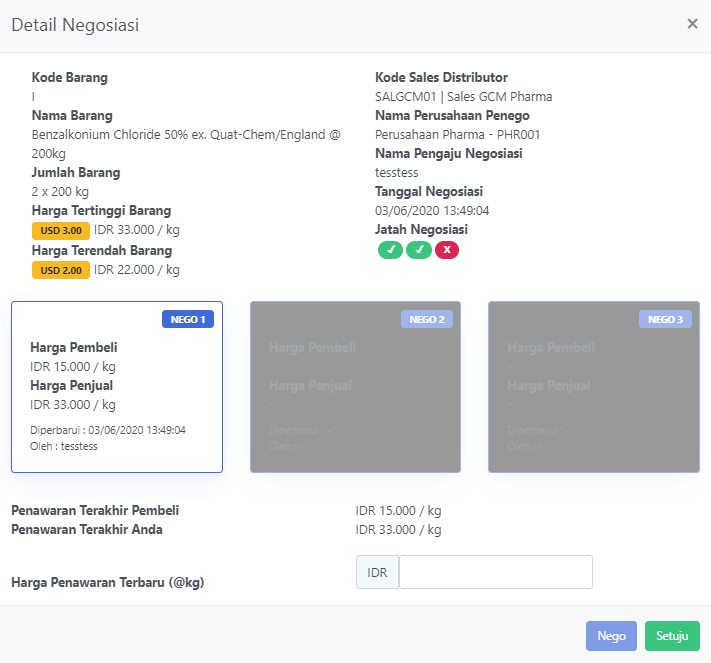 Detail Negosiasi
×
Kode Barang
I
Nama Barang
Benzalkonium Chloride 50% ex. Quat-Chem/England @
200kg
Jumlah Barang
2 x 200 kg
Harga Tertinggi Barang
USD 3.00 IDR 33.000 / kg
Harga Terendah Barang
USD 2.00 IDR 22.000 / kg
Kode Sales Distributor
SALGCM01 | Sales GCM Pharma
Nama Perusahaan Penego
Perusahaan Pharma - PHR001
Nama Pengaju Negosiasi
tesstess
Tanggal Negosiasi
03/06/2020 13:49:04
Jatah Negosiasi
✓ ✓ X
NEGO 1
Harga Pembeli
IDR 15.000 / kg
Harga Penjual
IDR 33.000 / kg
Diperbarui : 03/06/2020 13:49:04
Oleh : tesstess
NEGO 2
Harga Pembeli
-
Harga Penjual
-
Diperbarui : -
Oleh : -
NEGO 3
Harga Pembeli
-
Harga Penjual
-
Diperbarui : -
Oleh : -
Penawaran Terakhir Pembeli IDR 15.000 / kg
Penawaran Terakhir Anda IDR 33.000 / kg
Harga Penawaran Terbaru (@kg) IDR
Nego Setuju